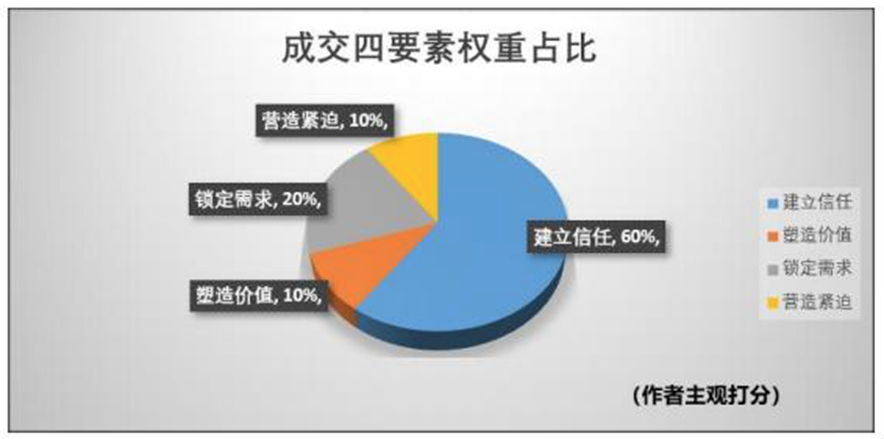 成交四要素权重占比
营造紧迫, 10%,
锁定需求, 20%,
建立信任, 60%,
塑造价值, 10%,
建立信任
塑造价值
锁定需求
营造紧迫
（作者主观打分）